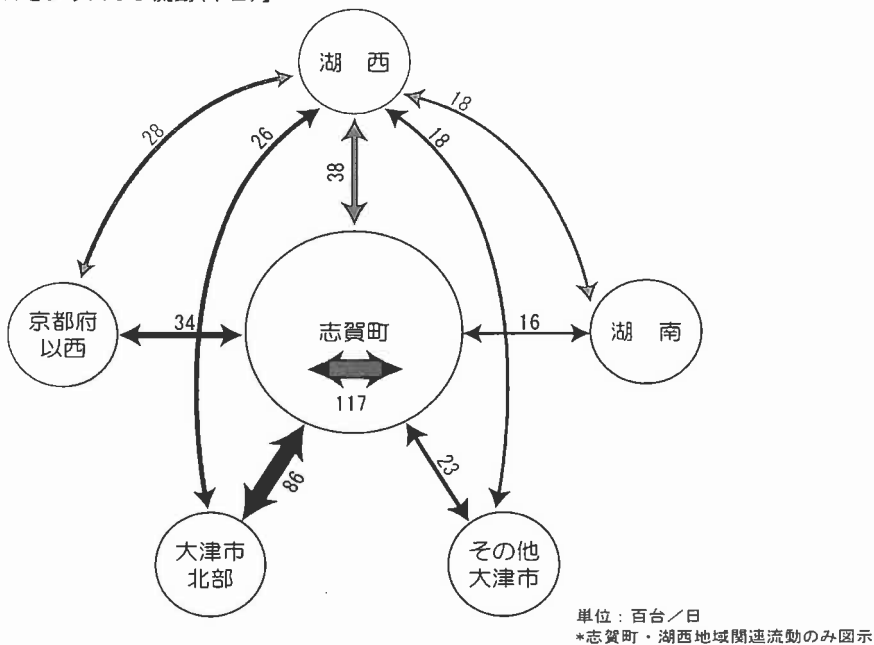 湖 西
28
26
18
18
38
京都府
以西
34
志賀町
117
16
湖 南
86
23
大津市
北部
その他
大津市
単位:百台/日
*志賀町・湖西地域関連流動のみ図示